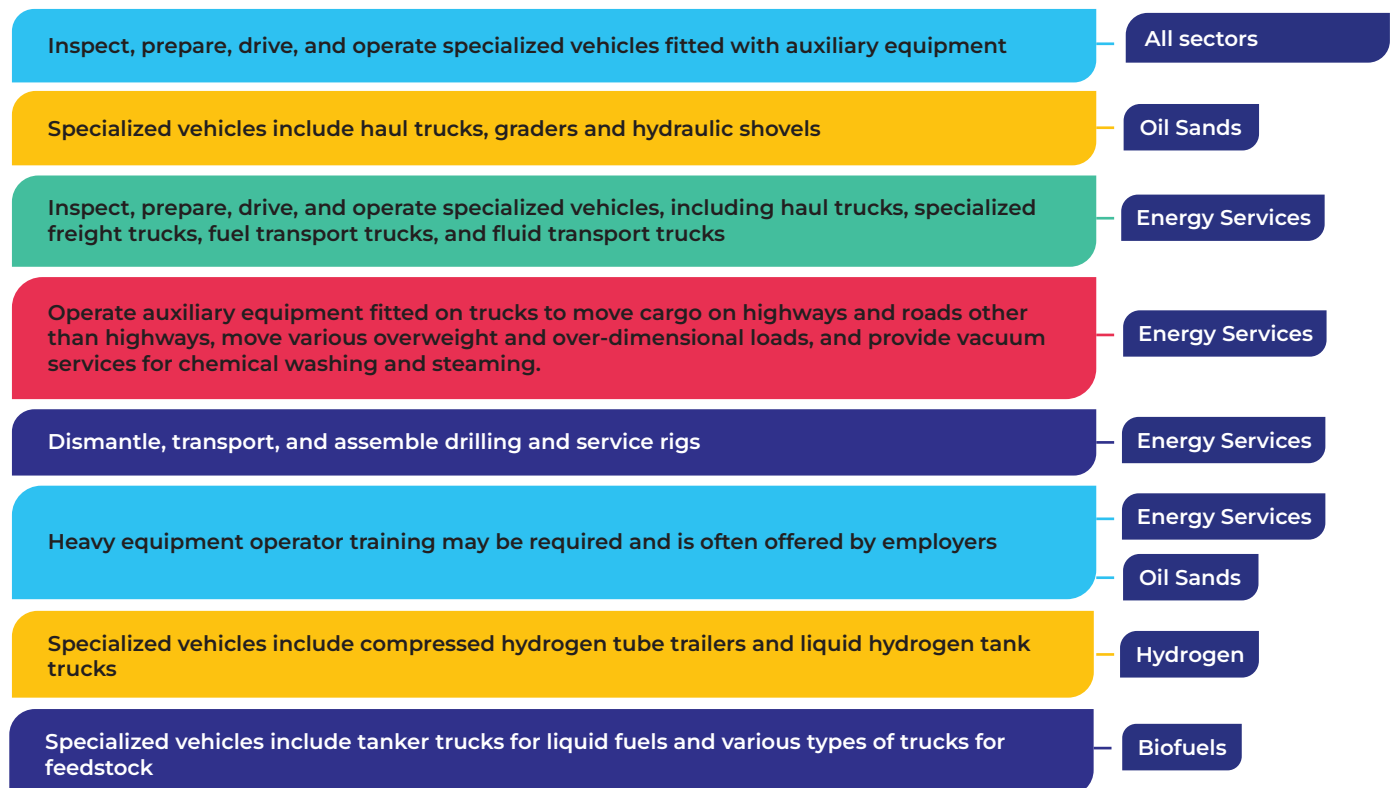 Inspect, prepare, drive, and operate specialized vehicles fitted with auxiliary equipment
All sectors
Specialized vehicles include haul trucks, graders and hydraulic shovels
Oil Sands
Inspect, prepare, drive, and operate specialized vehicles, including haul trucks, specialized
freight trucks, fuel transport trucks, and fluid transport trucks
Energy Services
Operate auxiliary equipment fitted on trucks to move cargo on highways and roads other
than highways, move various overweight and over-dimensional loads, and provide vacuum
services for chemical washing and steaming.
Energy Services
Dismantle, transport, and assemble drilling and service rigs
Energy Services
Heavy equipment operator training may be required and is often offered by employers
Energy Services
Oil Sands
Specialized vehicles include compressed hydrogen tube trailers and liquid hydrogen tank
trucks
Hydrogen
Specialized vehicles include tanker trucks for liquid fuels and various types of trucks for
feedstock
Biofuels